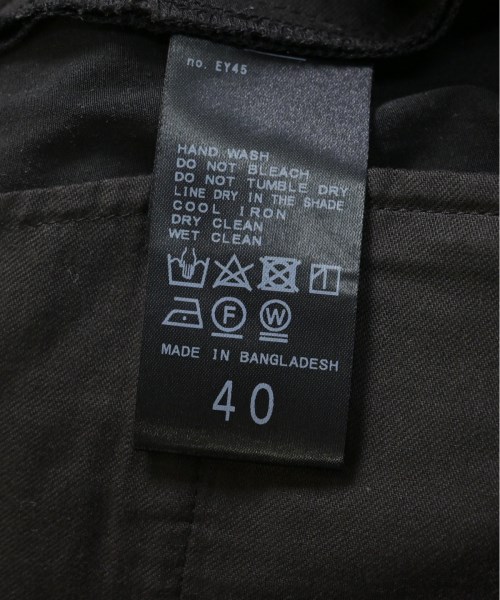 no. EY45
HAND WASH
DO NOT BLEACH
DO NOT TUMBLE DRY
LINE DRY IN THE SHADE
COOL IRON
DRY CLEAN
WET CLEAN
F W
MADE IN BANGLADESH
40